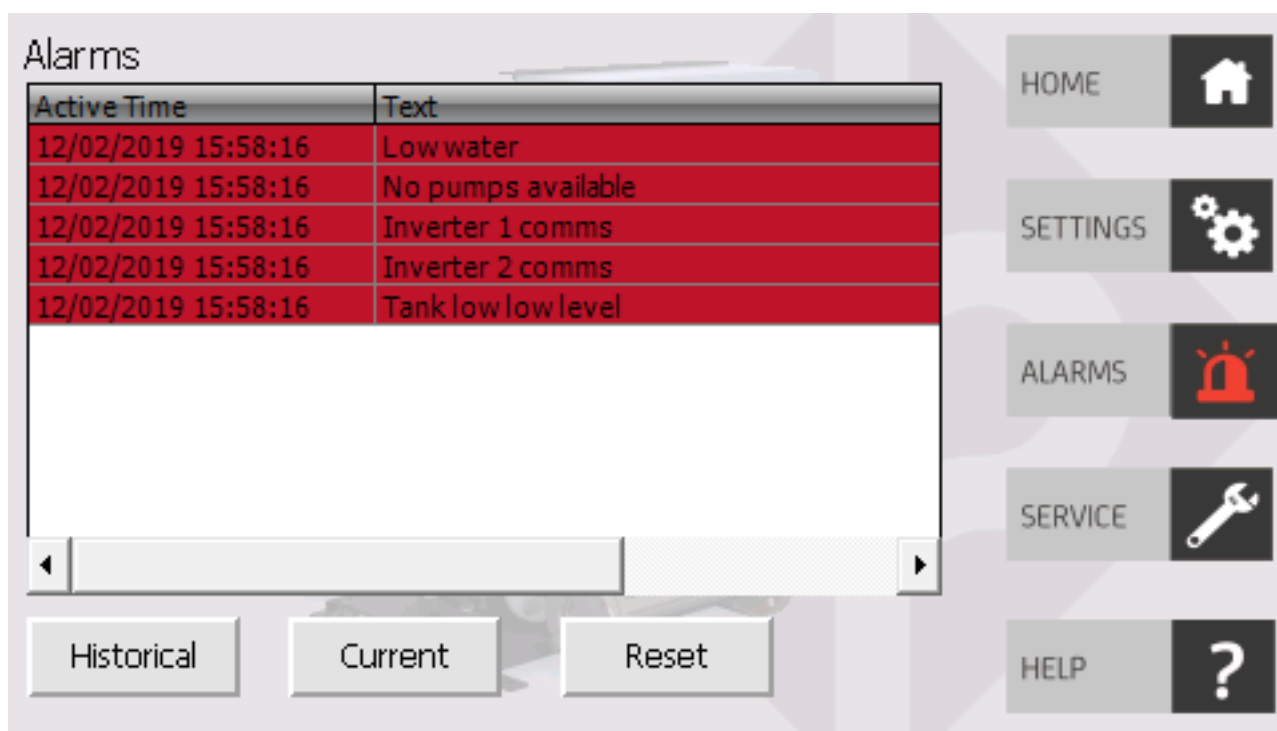 Alarms
Active Time Text
12/02/2019 15:58:16 Low water
12/02/2019 15:58:16 No pumps available
12/02/2019 15:58:16 Inverter 1 comms
12/02/2019 15:58:16 Inverter 2 comms
12/02/2019 15:58:16 Tank low low level
Historical Current Reset
HOME
SETTINGS
ALARMS
SERVICE
HELP ?